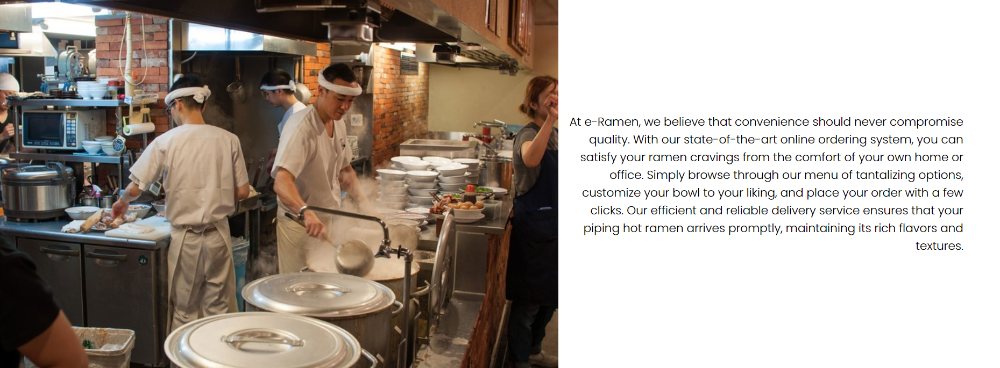 At e-Ramen, we believe that convenience should never compromise
quality. With our state-of-the-art online ordering system, you can
satisfy your ramen cravings from the comfort of your own home or
office. Simply browse through our menu of tantalizing options,
customize your bowl to your liking, and place your order with a few
clicks. Our efficient and reliable delivery service ensures that your
piping hot ramen arrives promptly, maintaining its rich flavors and
textures.